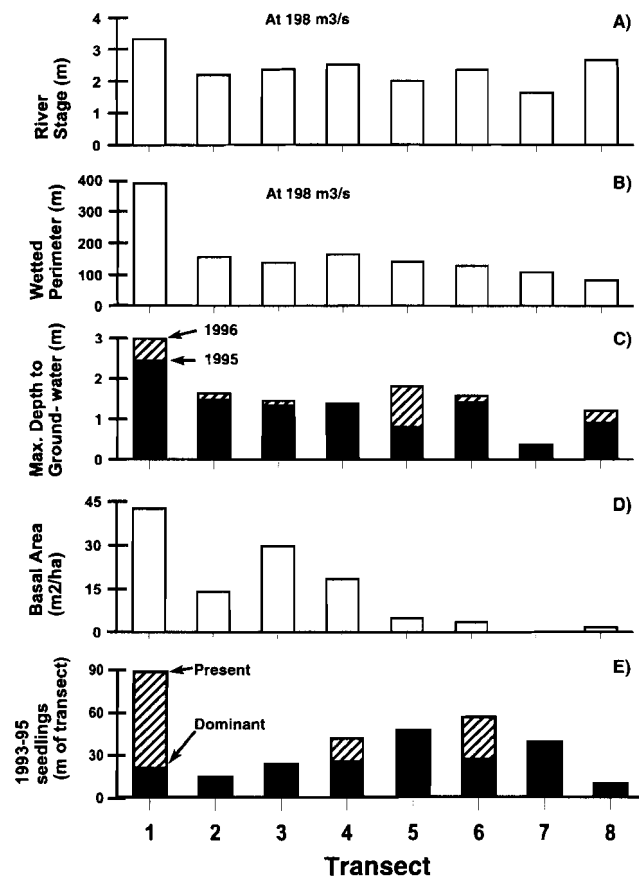 At 198 m3/s
A)
River
Stage (m)
4
3
2
1
0
At 198 m3/s
B)
Wetted
Perimeter (m)
400
300
200
100
0
1996
1995
C)
Max. Depth to
Ground- water (m)
3
2
1
0
D)
Basal Area
(m2/ha)
45
30
15
0
Present
Dominant
E)
1993-95
seedlings
(m of transect)
90
60
30
0
1 2 3 4 5 6 7 8
Transect